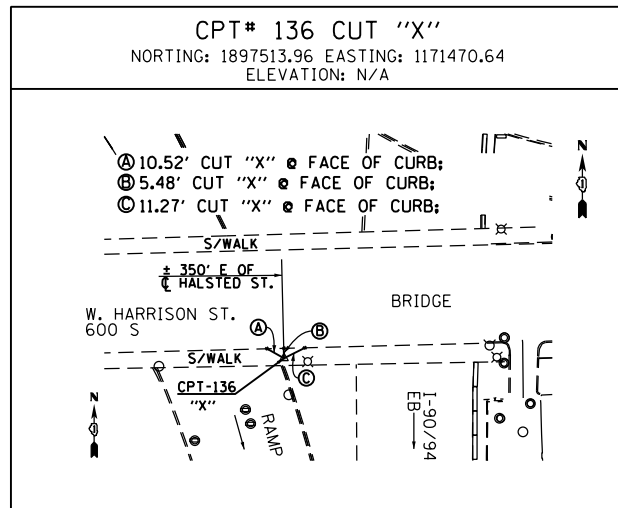 CPT# 136 CUT "X"
NORTING: 1897513.96 EASTING: 1171470.64
ELEVATION: N/A
Ⓐ 10.52' CUT "X" @ FACE OF CURB;
Ⓑ 5.48' CUT "X" @ FACE OF CURB;
Ⓒ 11.27' CUT "X" @ FACE OF CURB;
N
S/WALK
± 350' E OF
℄ HALSTED ST.
BRIDGE
W. HARRISON ST.
600 S
A
B
S/WALK
C
CPT-136
"X"
N
RAMP
I-90/94
EB